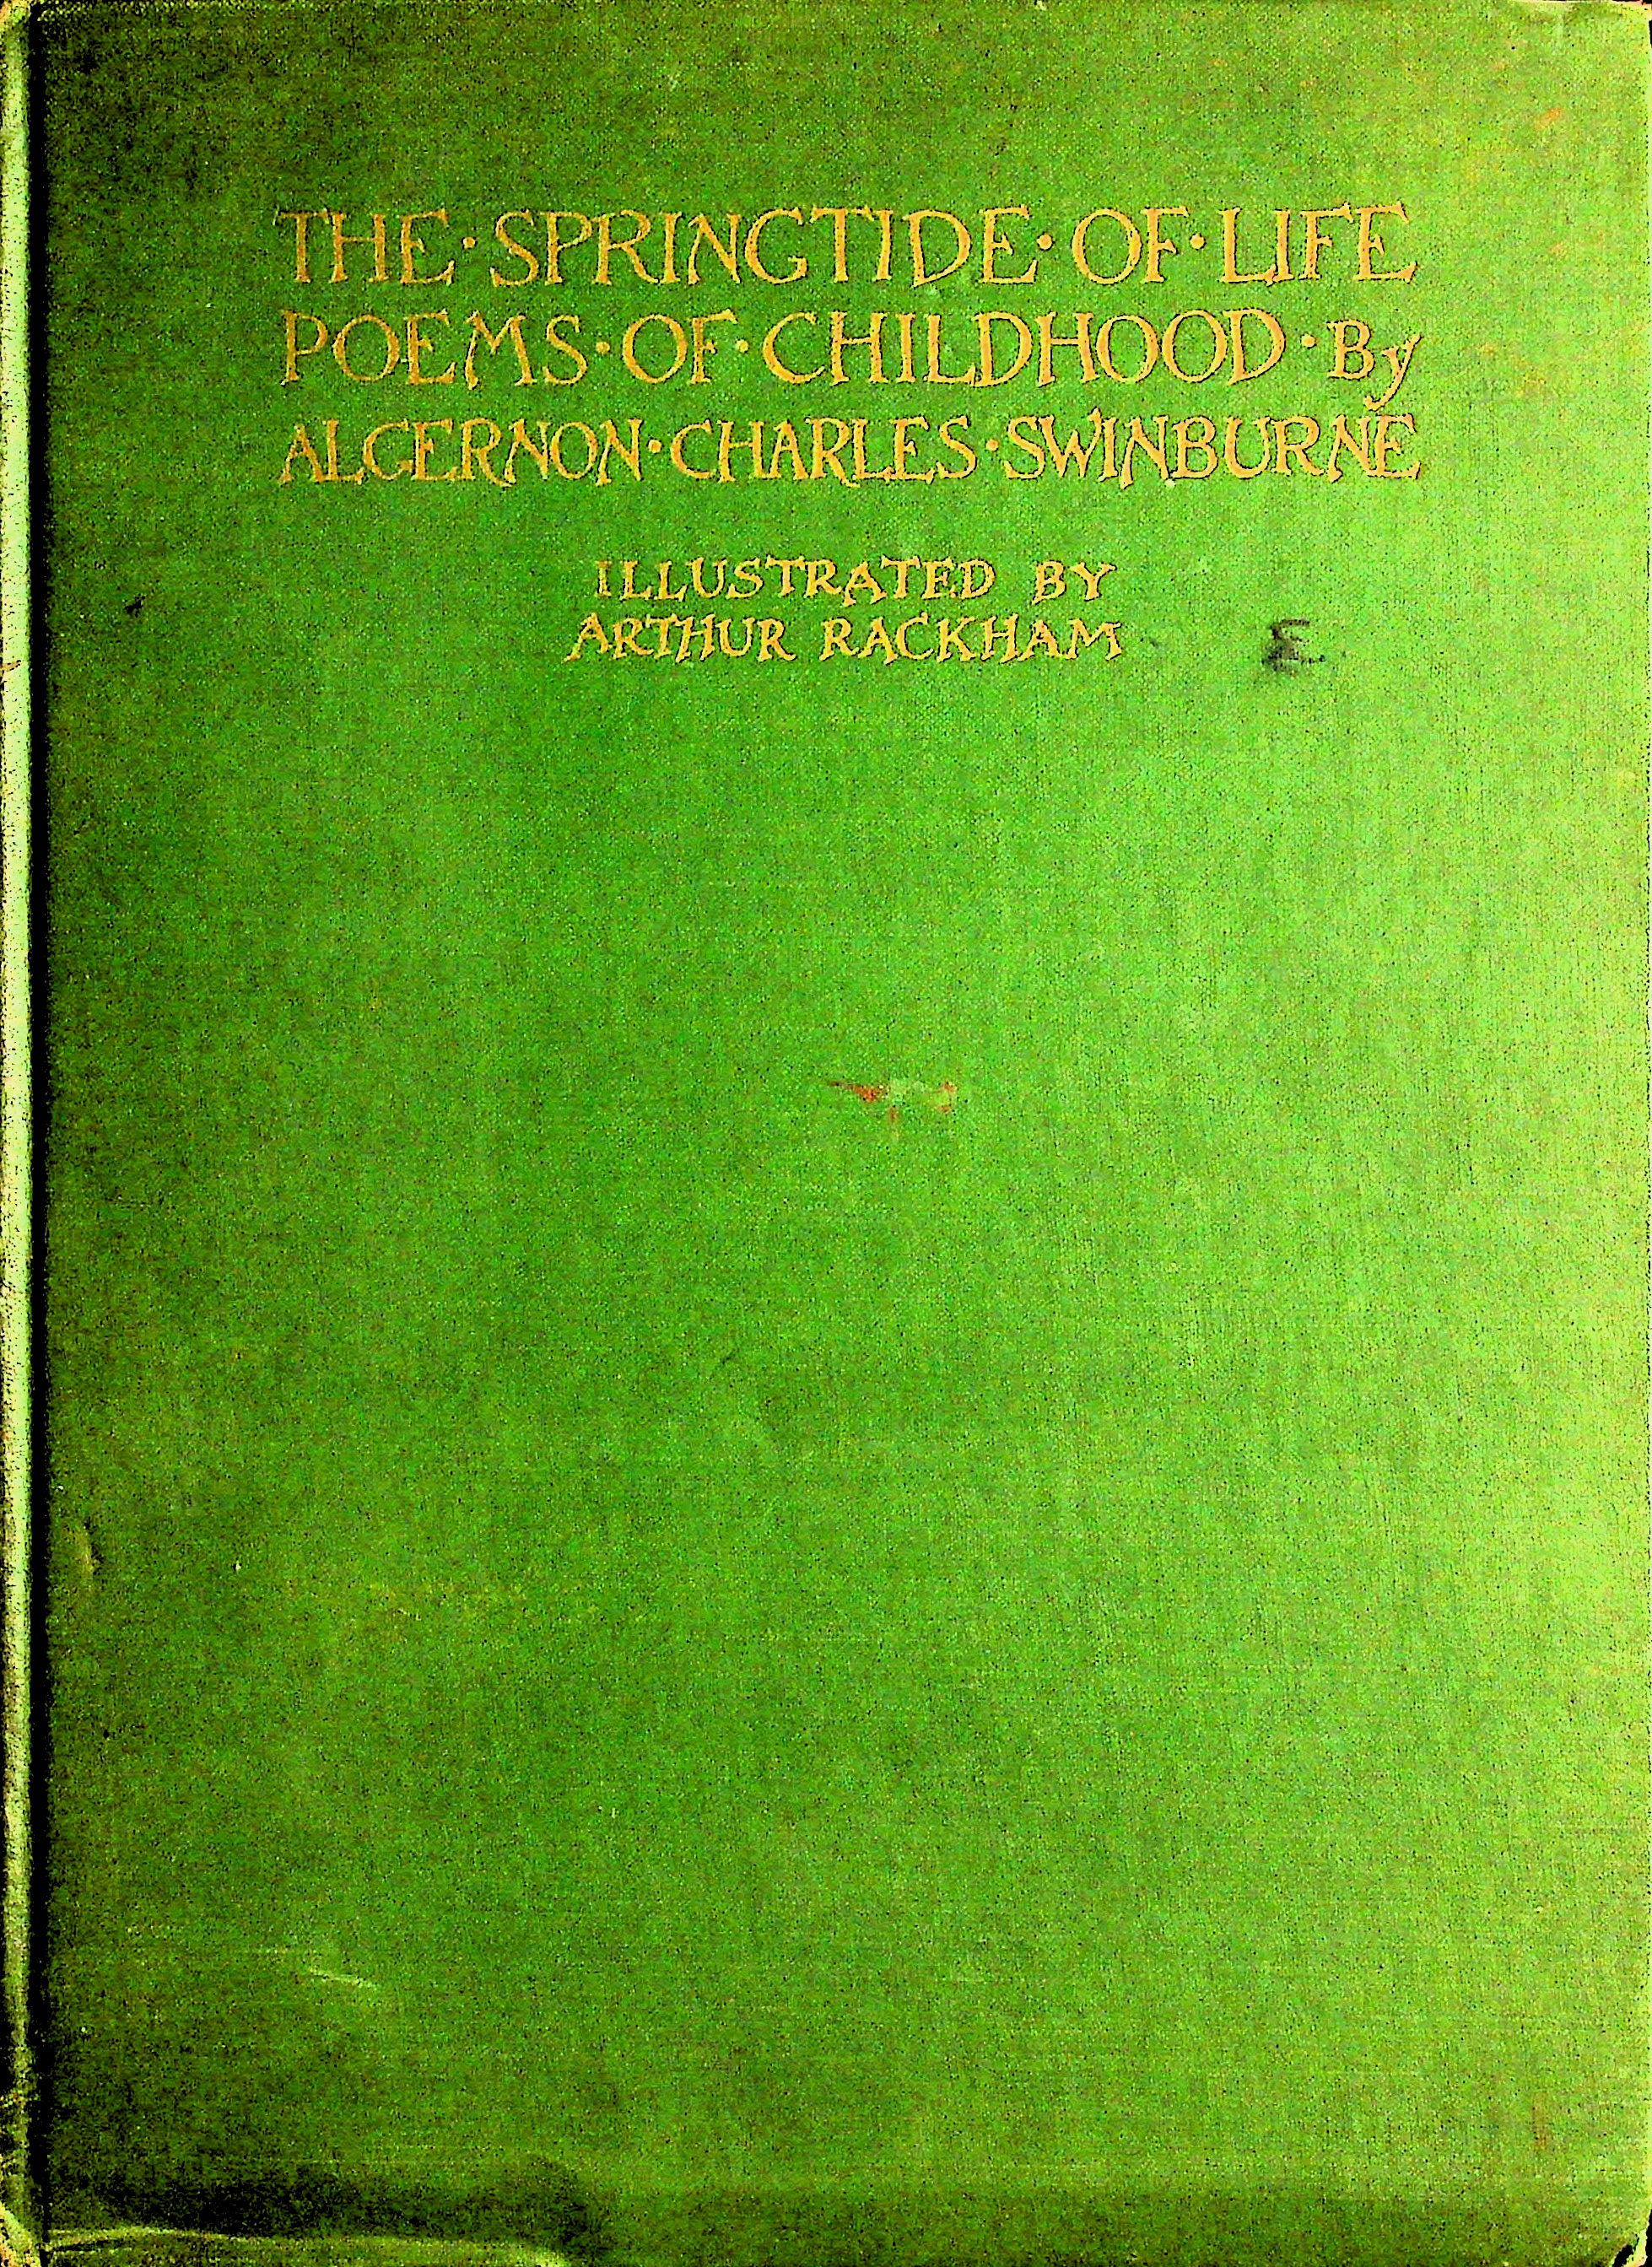 THE·SPRINGTIDE·OF·LIFE
POEMS·OF·CHILDHOOD·By
ALGERNON·CHARLES·SWINBURNE
ILLUSTRATED BY
ARTHUR RACKHAM